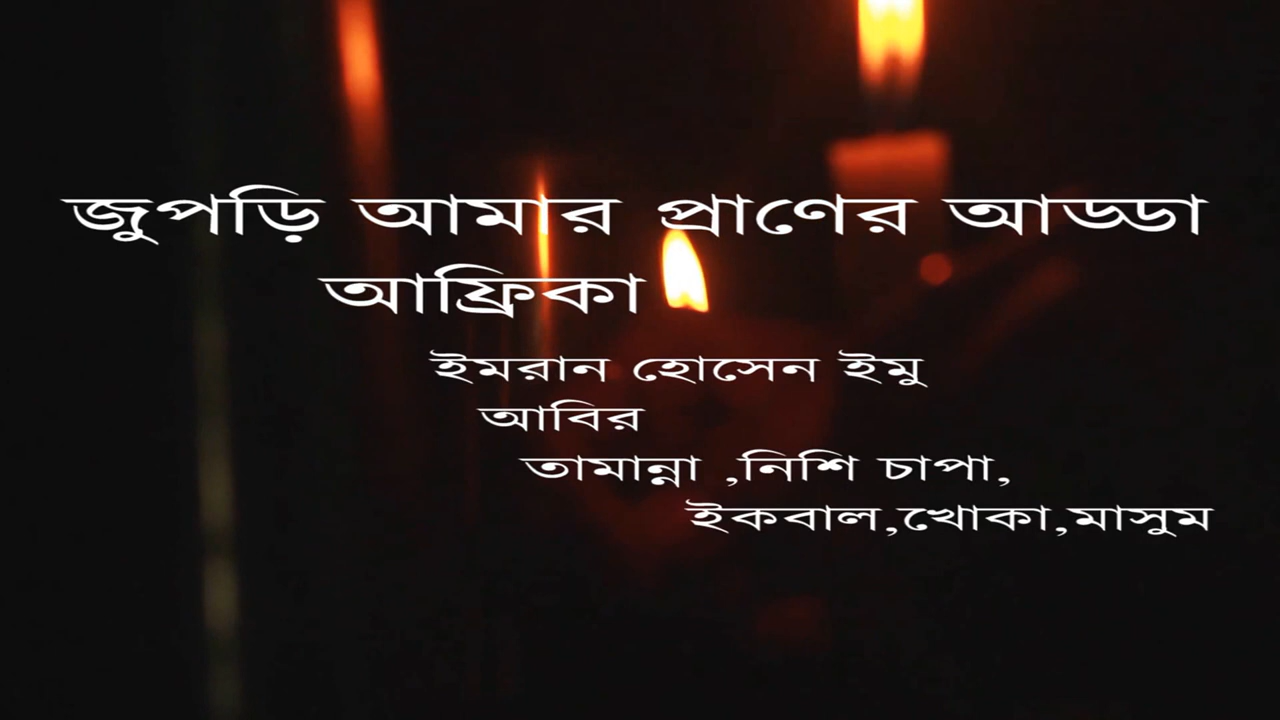 জুপড়ি আমার প্রাণের আড্ডা
আফ্রিকা
ইমরান হোসেন ইমু
আবির
তামান্না ,নিশি চাপা,
ইকবাল,খোকা,মাসুম